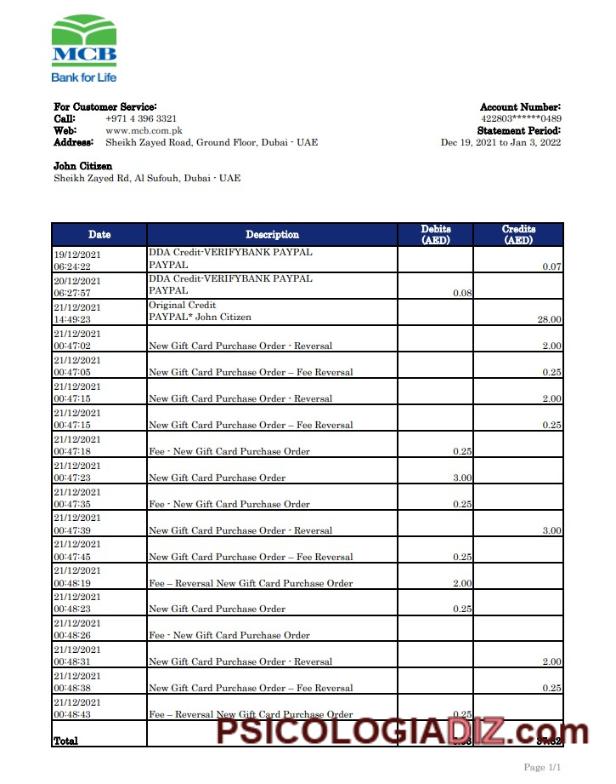 MCB
Bank for Life
For Customer Service:
Call: +971 4 396 3321
Web: www.mcb.com.pk
Address: Sheikh Zayed Road, Ground Floor, Dubai - UAE
Account Number:
422803******0489
Statement Period:
Dec 19, 2021 to Jan 3, 2022
John Citizen
Sheikh Zayed Rd, Al Sufouh, Dubai - UAE
Date Description Debits (AED) Credits (AED)
19/12/2021 DDA Credit-VERIFYBANK PAYPAL
06:24:22 PAYPAL 0.07
20/12/2021 DDA Credit-VERIFYBANK PAYPAL
06:27:57 PAYPAL 0.08
21/12/2021 Original Credit
14:49:23 PAYPAL* John Citizen 28.00
21/12/2021
00:47:02 New Gift Card Purchase Order - Reversal 2.00
21/12/2021
00:47:05 New Gift Card Purchase Order – Fee Reversal 0.25
21/12/2021
00:47:15 New Gift Card Purchase Order - Reversal 2.00
21/12/2021
00:47:15 New Gift Card Purchase Order – Fee Reversal 0.25
21/12/2021
00:47:18 Fee - New Gift Card Purchase Order 0.25
21/12/2021
00:47:23 New Gift Card Purchase Order 3.00
21/12/2021
00:47:35 Fee - New Gift Card Purchase Order 0.25
21/12/2021
00:47:39 New Gift Card Purchase Order - Reversal 3.00
21/12/2021
00:47:45 New Gift Card Purchase Order – Fee Reversal 0.25
21/12/2021
00:48:19 Fee – Reversal New Gift Card Purchase Order 2.00
21/12/2021
00:48:23 New Gift Card Purchase Order 0.25
21/12/2021
00:48:26 Fee - New Gift Card Purchase Order
21/12/2021
00:48:31 New Gift Card Purchase Order - Reversal 2.00
21/12/2021
00:48:38 New Gift Card Purchase Order – Fee Reversal 0.25
21/12/2021
00:48:43 Fee – Reversal New Gift Card Purchase Order 0.25
Total
PSICOLOGIADIZ.com
Page 1/1